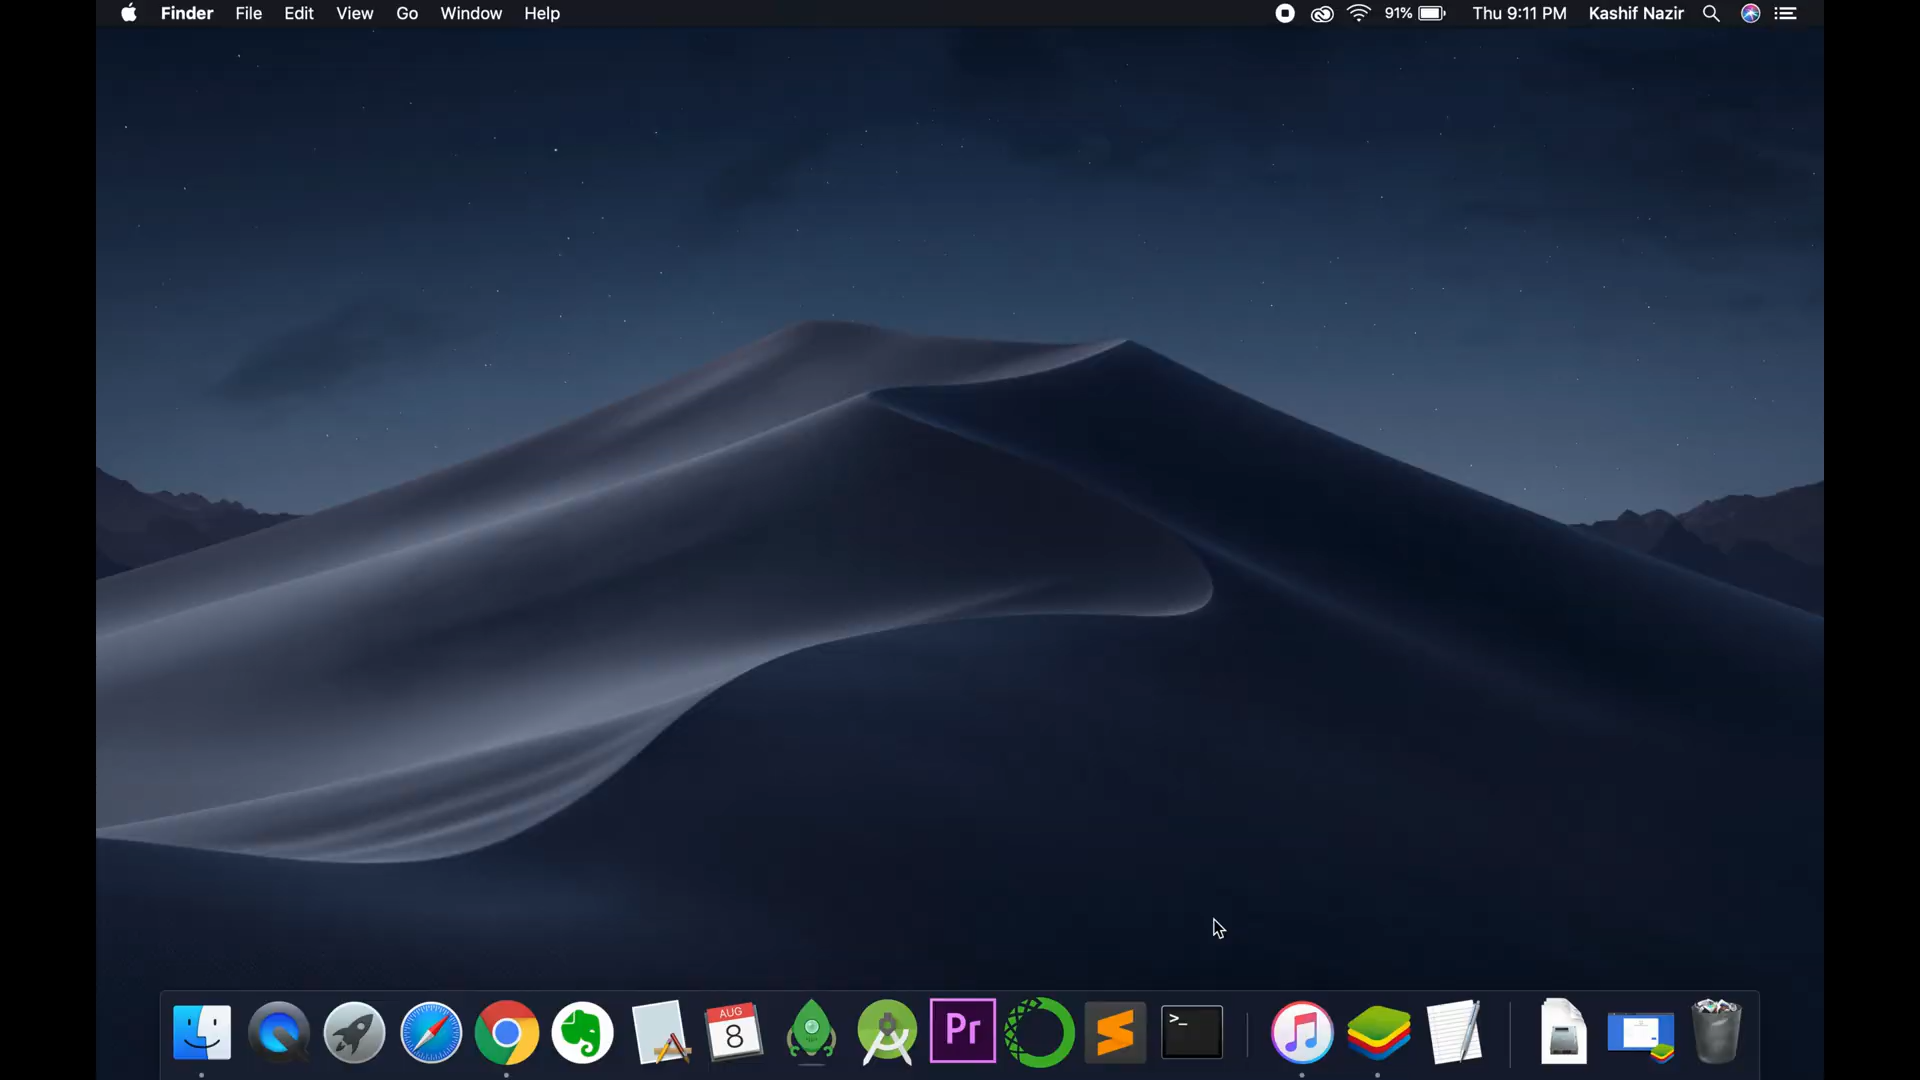 Finder File Edit View Go Window Help 91% Thu 9:11 PM Kashif Nazir
AUG
8
Pr
>_